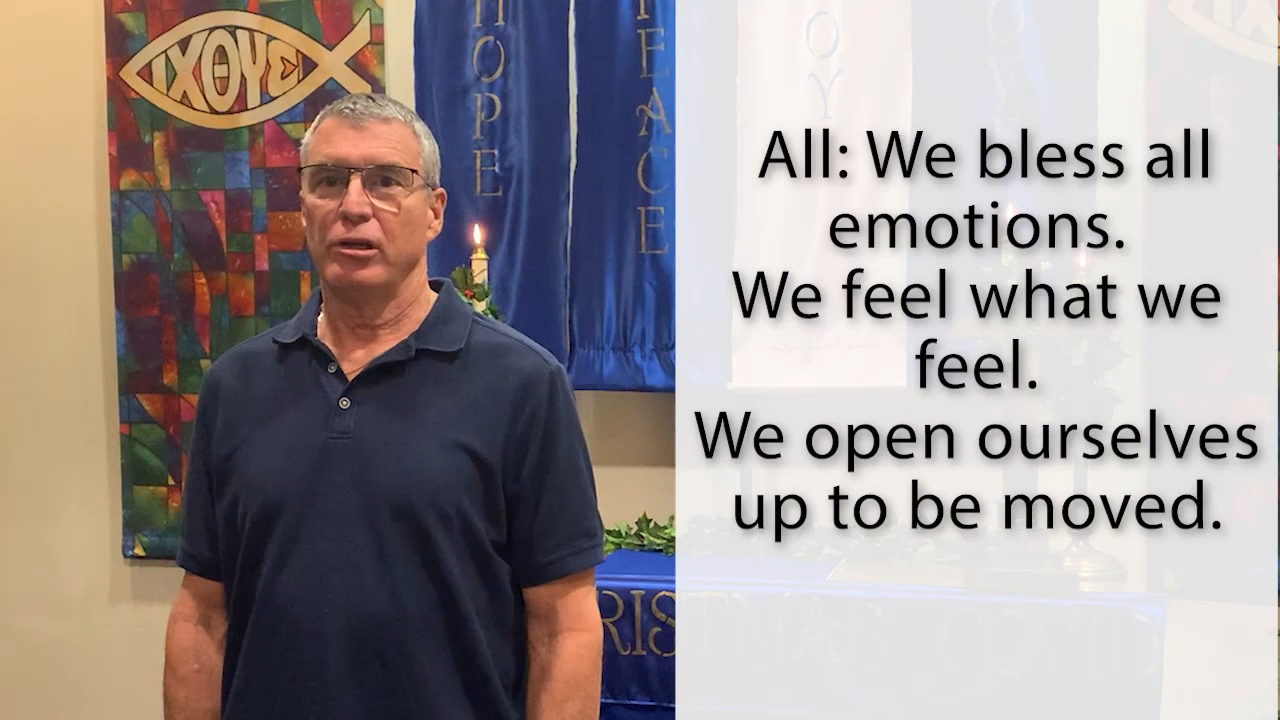 ΙΧΘΥΣ
HOPE
PEACE
JOY
All: We bless all
emotions.
We feel what we
feel.
We open ourselves
up to be moved.